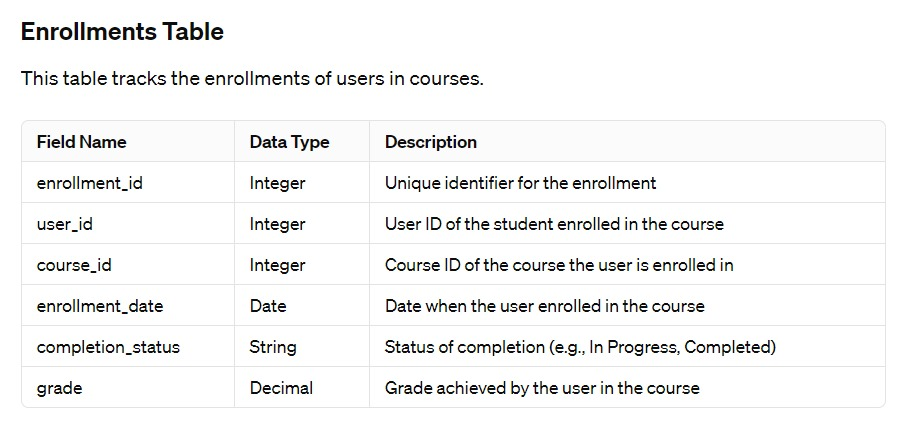 Enrollments Table
This table tracks the enrollments of users in courses.
Field Name Data Type Description
enrollment_id Integer Unique identifier for the enrollment
user_id Integer User ID of the student enrolled in the course
course_id Integer Course ID of the course the user is enrolled in
enrollment_date Date Date when the user enrolled in the course
completion_status String Status of completion (e.g., In Progress, Completed)
grade Decimal Grade achieved by the user in the course